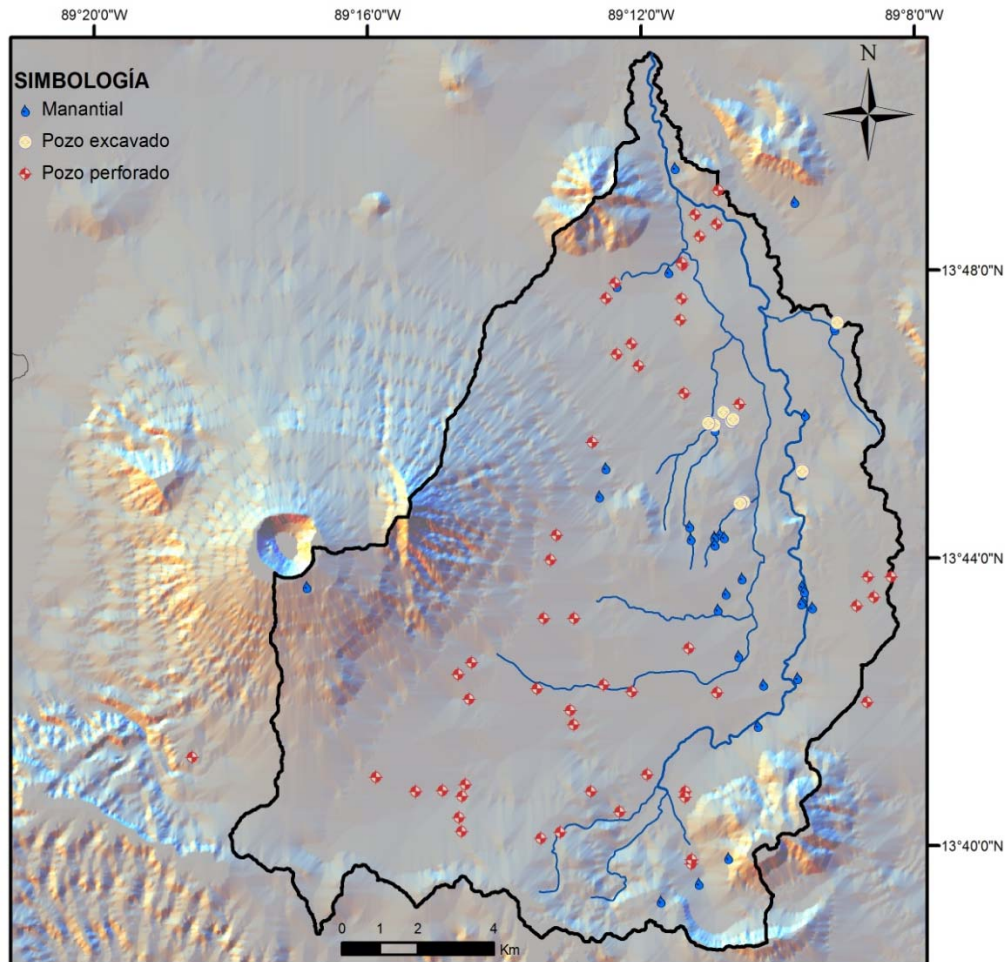 89°20'0"W 89°16'0"W 89°12'0"W 89°8'0"W
SIMBOLOGÍA
Manantial
Pozo excavado
Pozo perforado
N
13°48'0"N
13°44'0"N
13°40'0"N
0 1 2 4
Km